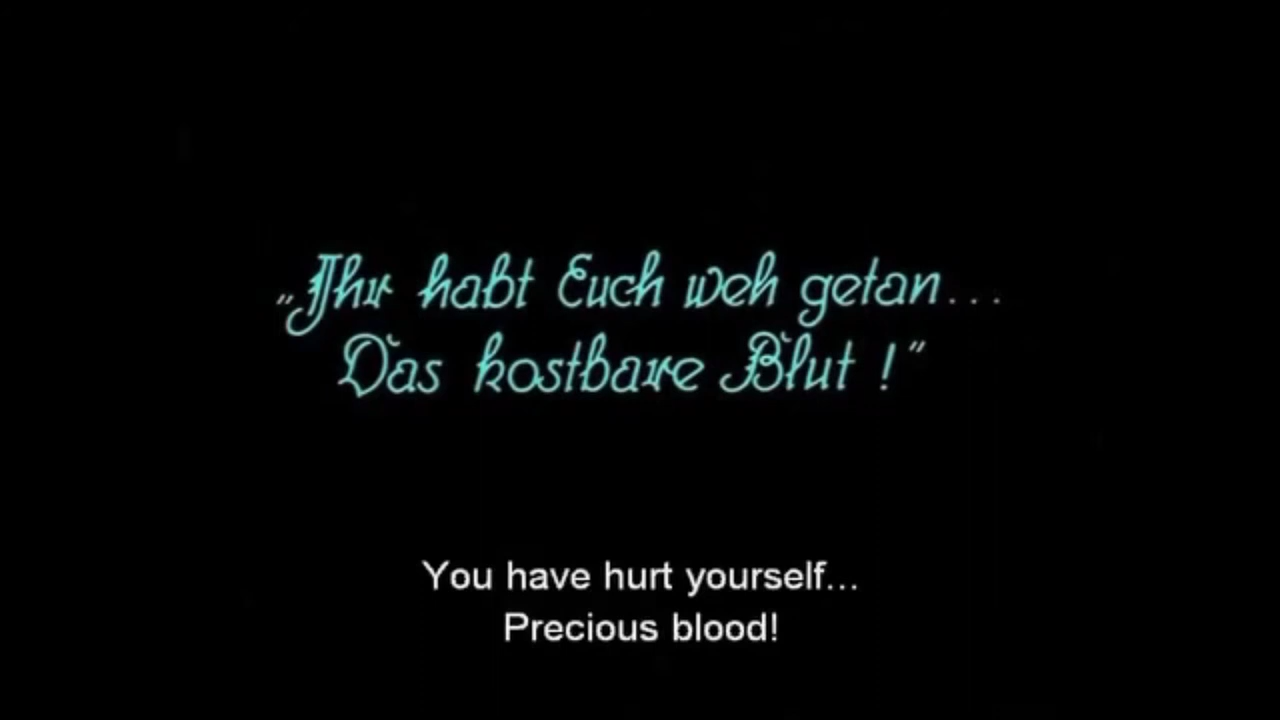 „Ihr habt Euch weh getan...
Das kostbare Blut !”
You have hurt yourself...
Precious blood!